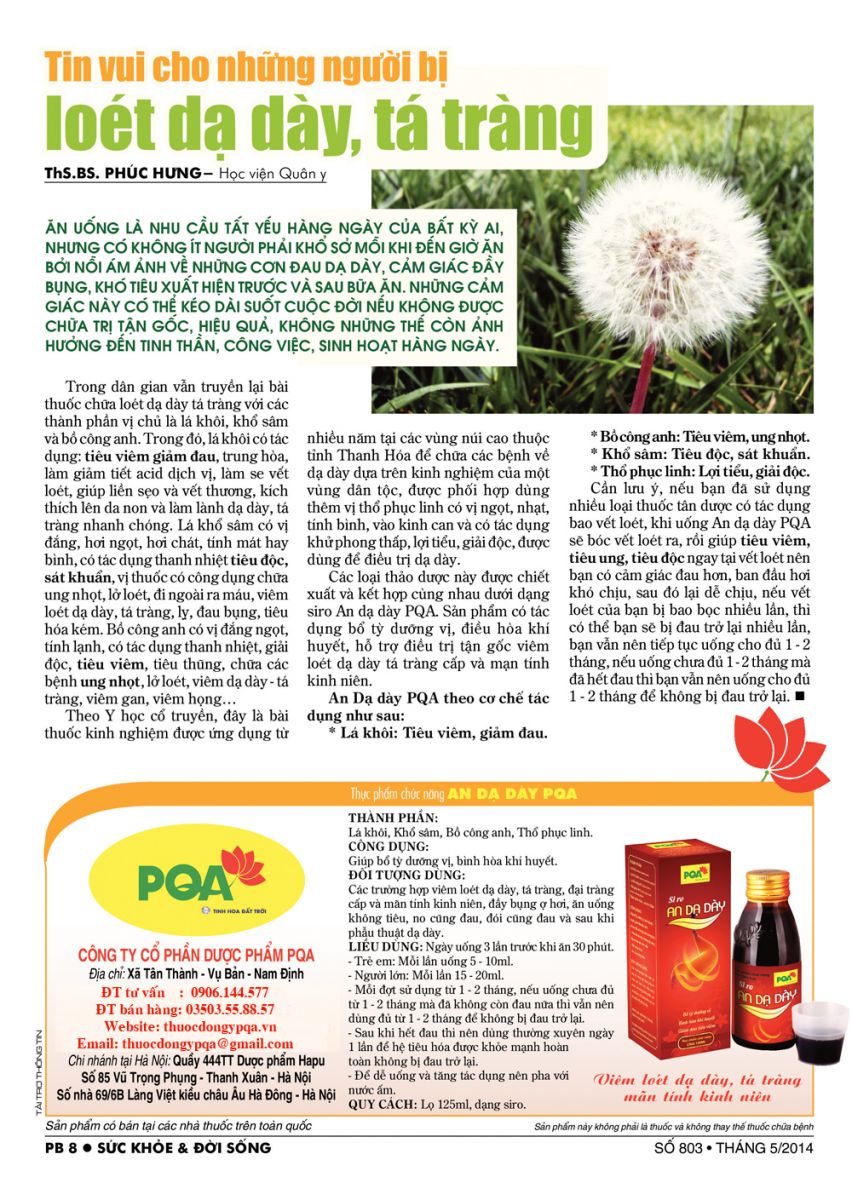 Tin vui cho những người bị
loét dạ dày, tá tràng
ThS.BS. PHÚC HƯNG – Học viện Quân y
ĂN UỐNG LÀ NHU CẦU TẤT YẾU HÀNG NGÀY CỦA BẤT KỲ AI,
NHƯNG CÓ KHÔNG ÍT NGƯỜI PHẢI KHỔ SỞ MỖI KHI ĐẾN GIỜ ĂN
BỞI NỖI ÁM ẢNH VỀ NHỮNG CƠN ĐAU DẠ DÀY, CẢM GIÁC ĐẦY
BỤNG, KHÓ TIÊU XUẤT HIỆN TRƯỚC VÀ SAU BỮA ĂN. NHỮNG CẢM
GIÁC NÀY CÓ THỂ KÉO DÀI SUỐT CUỘC ĐỜI NẾU KHÔNG ĐƯỢC
CHỮA TRỊ TẬN GỐC, HIỆU QUẢ, KHÔNG NHỮNG THẾ CÒN ẢNH
HƯỞNG ĐẾN TINH THẦN, CÔNG VIỆC, SINH HOẠT HÀNG NGÀY.
Trong dân gian vẫn truyền lại bài
thuốc chữa loét dạ dày tá tràng với các
thành phần vị chủ là lá khôi, khổ sâm
và bồ công anh. Trong đó, lá khôi có tác
dụng: tiêu viêm giảm đau, trung hòa,
làm giảm tiết acid dịch vị, làm se vết
loét, giúp liền sẹo và vết thương, kích
thích lên da non và làm lành dạ dày, tá
tràng nhanh chóng. Lá khổ sâm có vị
đắng, hơi ngọt, hơi chát, tính mát hay
bình, có tác dụng thanh nhiệt tiêu độc,
sát khuẩn, vị thuốc có công dụng chữa
ung nhọt, lở loét, đi ngoài ra máu, viêm
loét dạ dày, tá tràng, lỵ, đau bụng, tiêu
hóa kém. Bồ công anh có vị đắng ngọt,
tính lạnh, có tác dụng thanh nhiệt, giải
độc, tiêu viêm, tiêu thũng, chữa các
bệnh ung nhọt, lở loét, viêm dạ dày - tá
tràng, viêm gan, viêm họng…
Theo Y học cổ truyền, đây là bài
thuốc kinh nghiệm được ứng dụng từ
nhiều năm tại các vùng núi cao thuộc
tỉnh Thanh Hóa để chữa các bệnh về
dạ dày dựa trên kinh nghiệm của một
vùng dân tộc, được phối hợp dùng
thêm vị thổ phục linh có vị ngọt, nhạt,
tính bình, vào kinh can và có tác dụng
khử phong thấp, lợi tiểu, giải độc, được
dùng để điều trị dạ dày.
Các loại thảo dược này được chiết
xuất và kết hợp cùng nhau dưới dạng
siro An dạ dày PQA. Sản phẩm có tác
dụng bổ tỳ dưỡng vị, điều hòa khí
huyết, hỗ trợ điều trị tận gốc viêm
loét dạ dày tá tràng cấp và mạn tính
kinh niên.
An Dạ dày PQA theo cơ chế tác
dụng như sau:
* Lá khôi: Tiêu viêm, giảm đau.
* Bồ công anh: Tiêu viêm, ung nhọt.
* Khổ sâm: Tiêu độc, sát khuẩn.
* Thổ phục linh: Lợi tiểu, giải độc.
Cần lưu ý, nếu bạn đã sử dụng
nhiều loại thuốc tân dược có tác dụng
bao vết loét, khi uống An dạ dày PQA
sẽ bóc vết loét ra, rồi giúp tiêu viêm,
tiêu ung, tiêu độc ngay tại vết loét nên
bạn có cảm giác đau hơn, ban đầu hơi
khó chịu, sau đó lại dễ chịu, nếu vết
loét của bạn bị bao bọc nhiều lần, thì
có thể bạn sẽ bị đau trở lại nhiều lần,
bạn vẫn nên tiếp tục uống cho đủ 1 - 2
tháng, nếu uống chưa đủ 1 - 2 tháng mà
đã hết đau thì bạn vẫn nên uống cho đủ
1 - 2 tháng để không bị đau trở lại. ■
Thực phẩm chức năng AN DẠ DÀY PQA
PQA
TINH HOA ĐẤT TRỜI
CÔNG TY CỔ PHẦN DƯỢC PHẨM PQA
Địa chỉ: Xã Tân Thành - Vụ Bản - Nam Định
ĐT tư vấn : 0906.144.577
ĐT bán hàng: 03503.55.88.57
Website: thuocdongypqa.vn
Email: thuocdongypqa@gmail.com
Chi nhánh tại Hà Nội: Quầy 444TT Dược phẩm Hapu
Số 85 Vũ Trọng Phụng - Thanh Xuân - Hà Nội
Số nhà 69/6B Làng Việt kiều châu Âu Hà Đông - Hà Nội
TÀI TRỢ THÔNG TIN
THÀNH PHẦN:
Lá khôi, Khổ sâm, Bồ công anh, Thổ phục linh.
CÔNG DỤNG:
Giúp bổ tỳ dưỡng vị, bình hòa khí huyết.
ĐỐI TƯỢNG DÙNG:
Các trường hợp viêm loét dạ dày, tá tràng, đại tràng
cấp và mãn tính kinh niên, đầy bụng ợ hơi, ăn uống
không tiêu, no cũng đau, đói cũng đau và sau khi
phẫu thuật dạ dày.
LIỀU DÙNG: Ngày uống 3 lần trước khi ăn 30 phút.
- Trẻ em: Mỗi lần uống 5 - 10ml.
- Người lớn: Mỗi lần 15 - 20ml.
- Mỗi đợt sử dụng từ 1 - 2 tháng, nếu uống chưa đủ
từ 1 - 2 tháng mà đã không còn đau nữa thì vẫn nên
dùng đủ từ 1 - 2 tháng để không bị đau trở lại.
- Sau khi hết đau thì nên dùng thường xuyên ngày
1 lần để hệ tiêu hóa được khỏe mạnh hoàn
toàn không bị đau trở lại.
- Để dễ uống và tăng tác dụng nên pha với
nước ấm.
QUY CÁCH: Lọ 125ml, dạng siro.
PQA
Si rô
AN DẠ DÀY
PQA
Si rô
AN DẠ DÀY
Viêm loét dạ dày, tá tràng
mãn tính kinh niên
Sản phẩm có bán tại các nhà thuốc trên toàn quốc
Sản phẩm này không phải là thuốc và không thay thế thuốc chữa bệnh
PB 8 ● SỨC KHỎE & ĐỜI SỐNG
SỐ 803 • THÁNG 5/2014